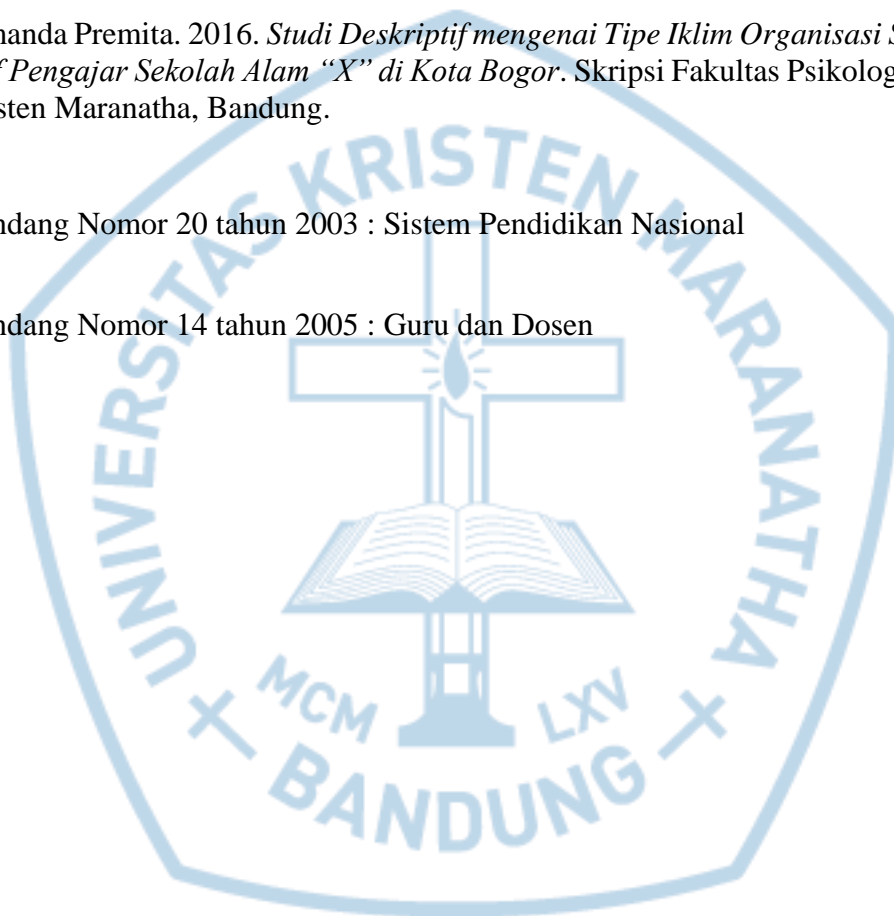 nanda Premita. 2016. Studi Deskriptif mengenai Tipe Iklim Organisasi S
f Pengajar Sekolah Alam “X” di Kota Bogor. Skripsi Fakultas Psikolog
sten Maranatha, Bandung.
ndang Nomor 20 tahun 2003 : Sistem Pendidikan Nasional
ndang Nomor 14 tahun 2005 : Guru dan Dosen
UNIVERSITAS KRISTEN MARANATHA
MCM LXV
BANDUNG